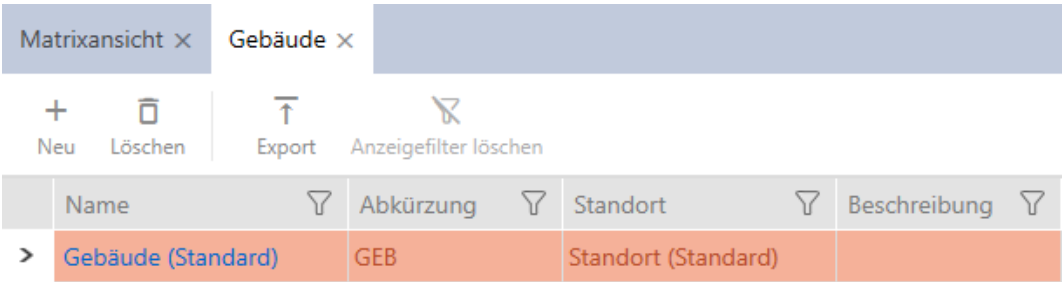 Matrixansicht × Gebäude ×
Neu Löschen Export Anzeigefilter löschen
Name Abkürzung Standort Beschreibung
Gebäude (Standard) GEB Standort (Standard)